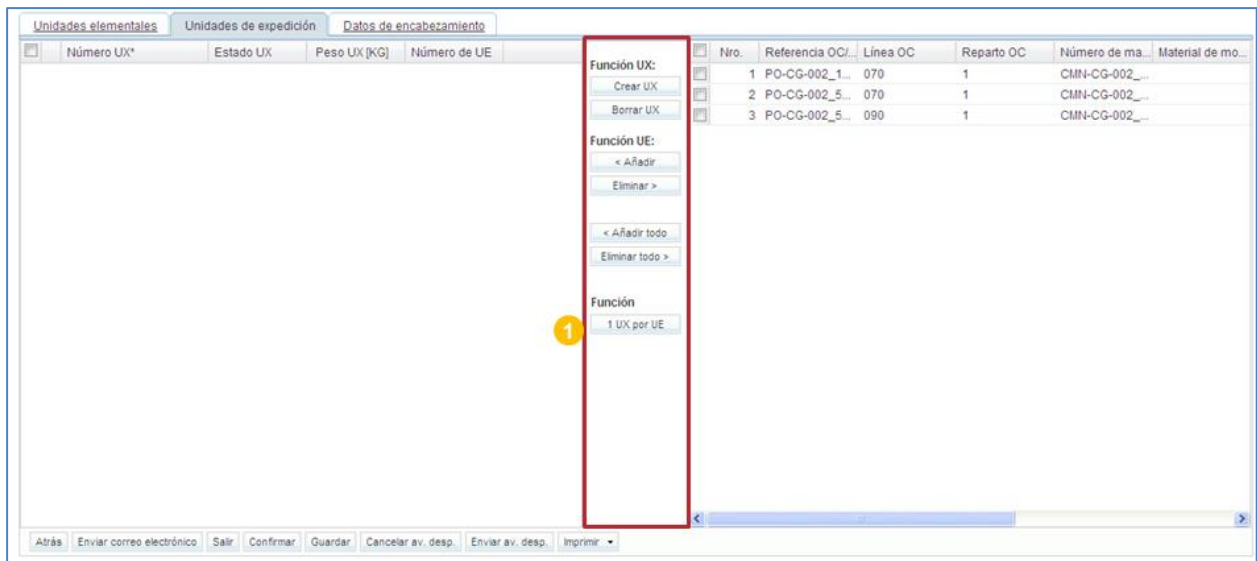 Unidades elementales Unidades de expedición Datos de encabezamiento
Número UX* Estado UX Peso UX [KG] Número de UE
Nro. Referencia OC/... Línea OC Reparto OC Número de ma... Material de mo...
1 PO-CG-002_1... 070 1 CMN-CG-002_...
2 PO-CG-002_5... 070 1 CMN-CG-002_...
3 PO-CG-002_5... 090 1 CMN-CG-002_...
Función UX:
Crear UX
Borrar UX
Función UE:
< Añadir
Eliminar >
< Añadir todo
Eliminar todo >
Función
1 UX por UE
1
Atrás Enviar correo electrónico Salir Confirmar Guardar Cancelar av. desp. Enviar av. desp. Imprimir